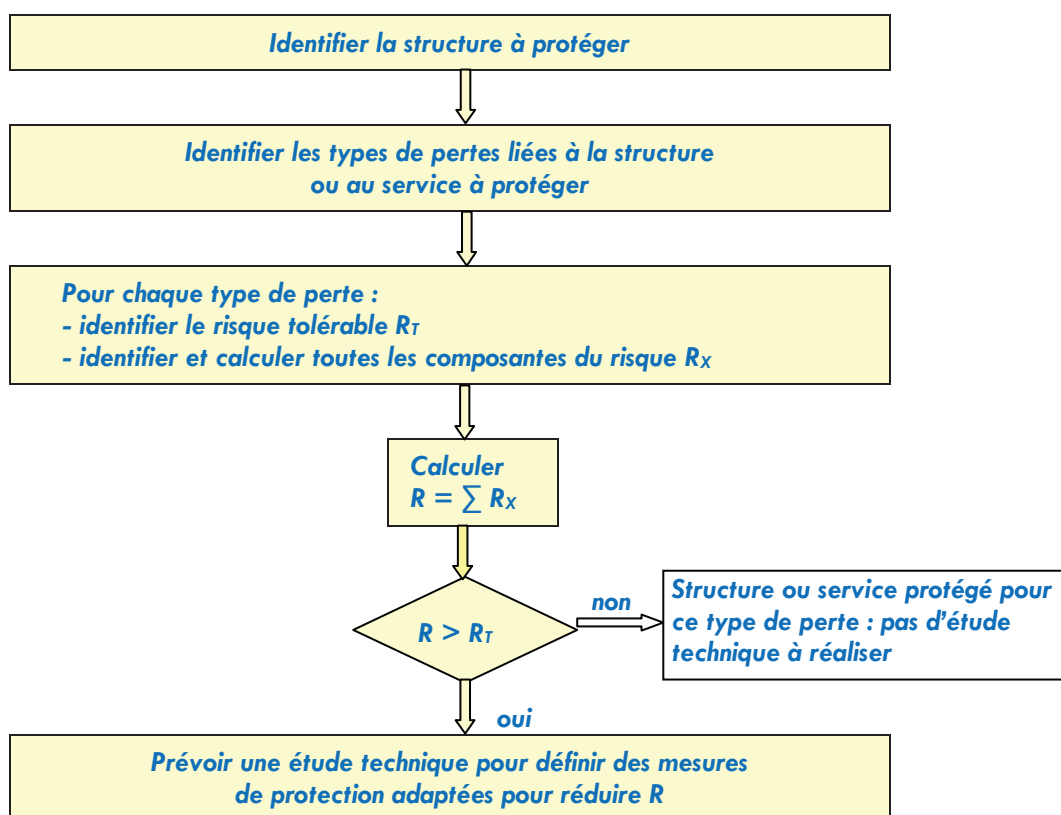 Identifier la structure à protéger
Identifier les types de pertes liées à la structure
ou au service à protéger
Pour chaque type de perte :
- identifier le risque tolérable RT
- identifier et calculer toutes les composantes du risque RX
Calculer
R = ∑ RX
R > RT
non
Structure ou service protégé pour
ce type de perte : pas d’étude
technique à réaliser
oui
Prévoir une étude technique pour définir des mesures
de protection adaptées pour réduire R